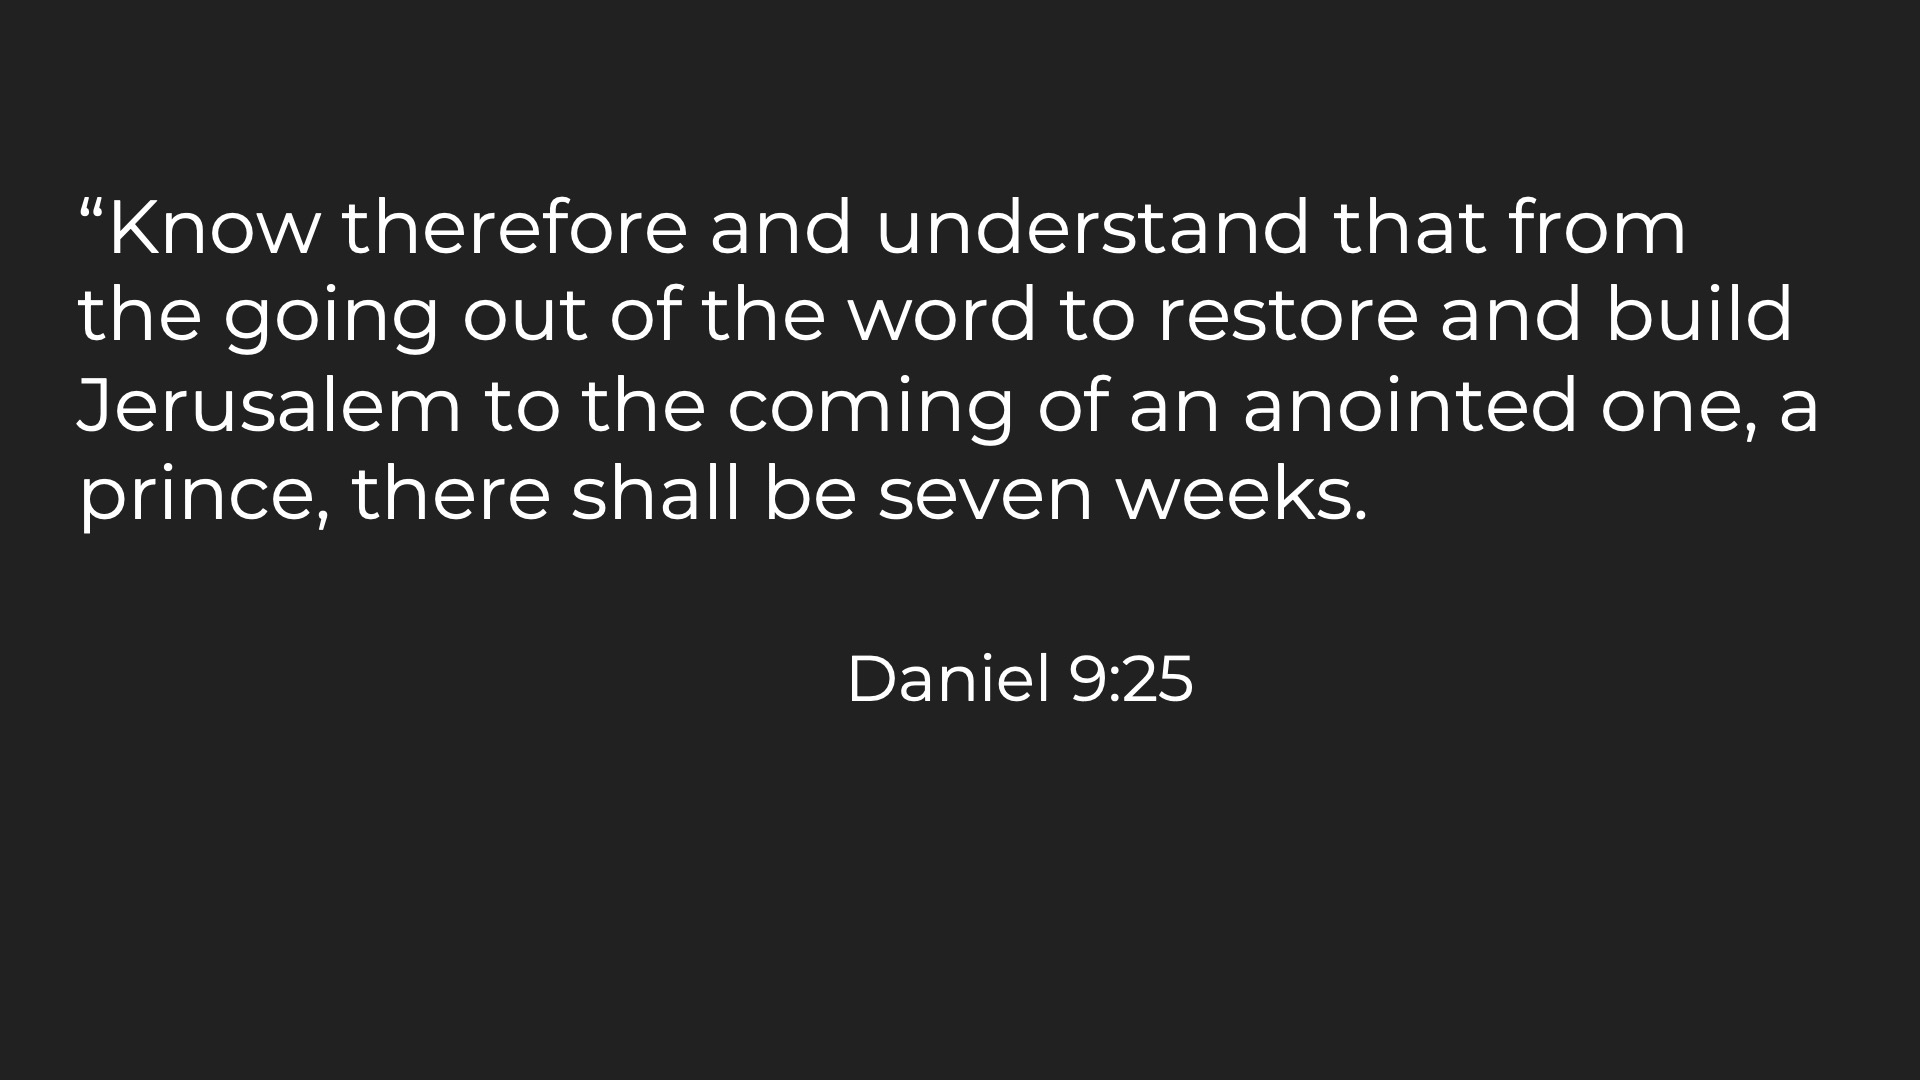 “Know therefore and understand that from
the going out of the word to restore and build
Jerusalem to the coming of an anointed one, a
prince, there shall be seven weeks.
Daniel 9:25